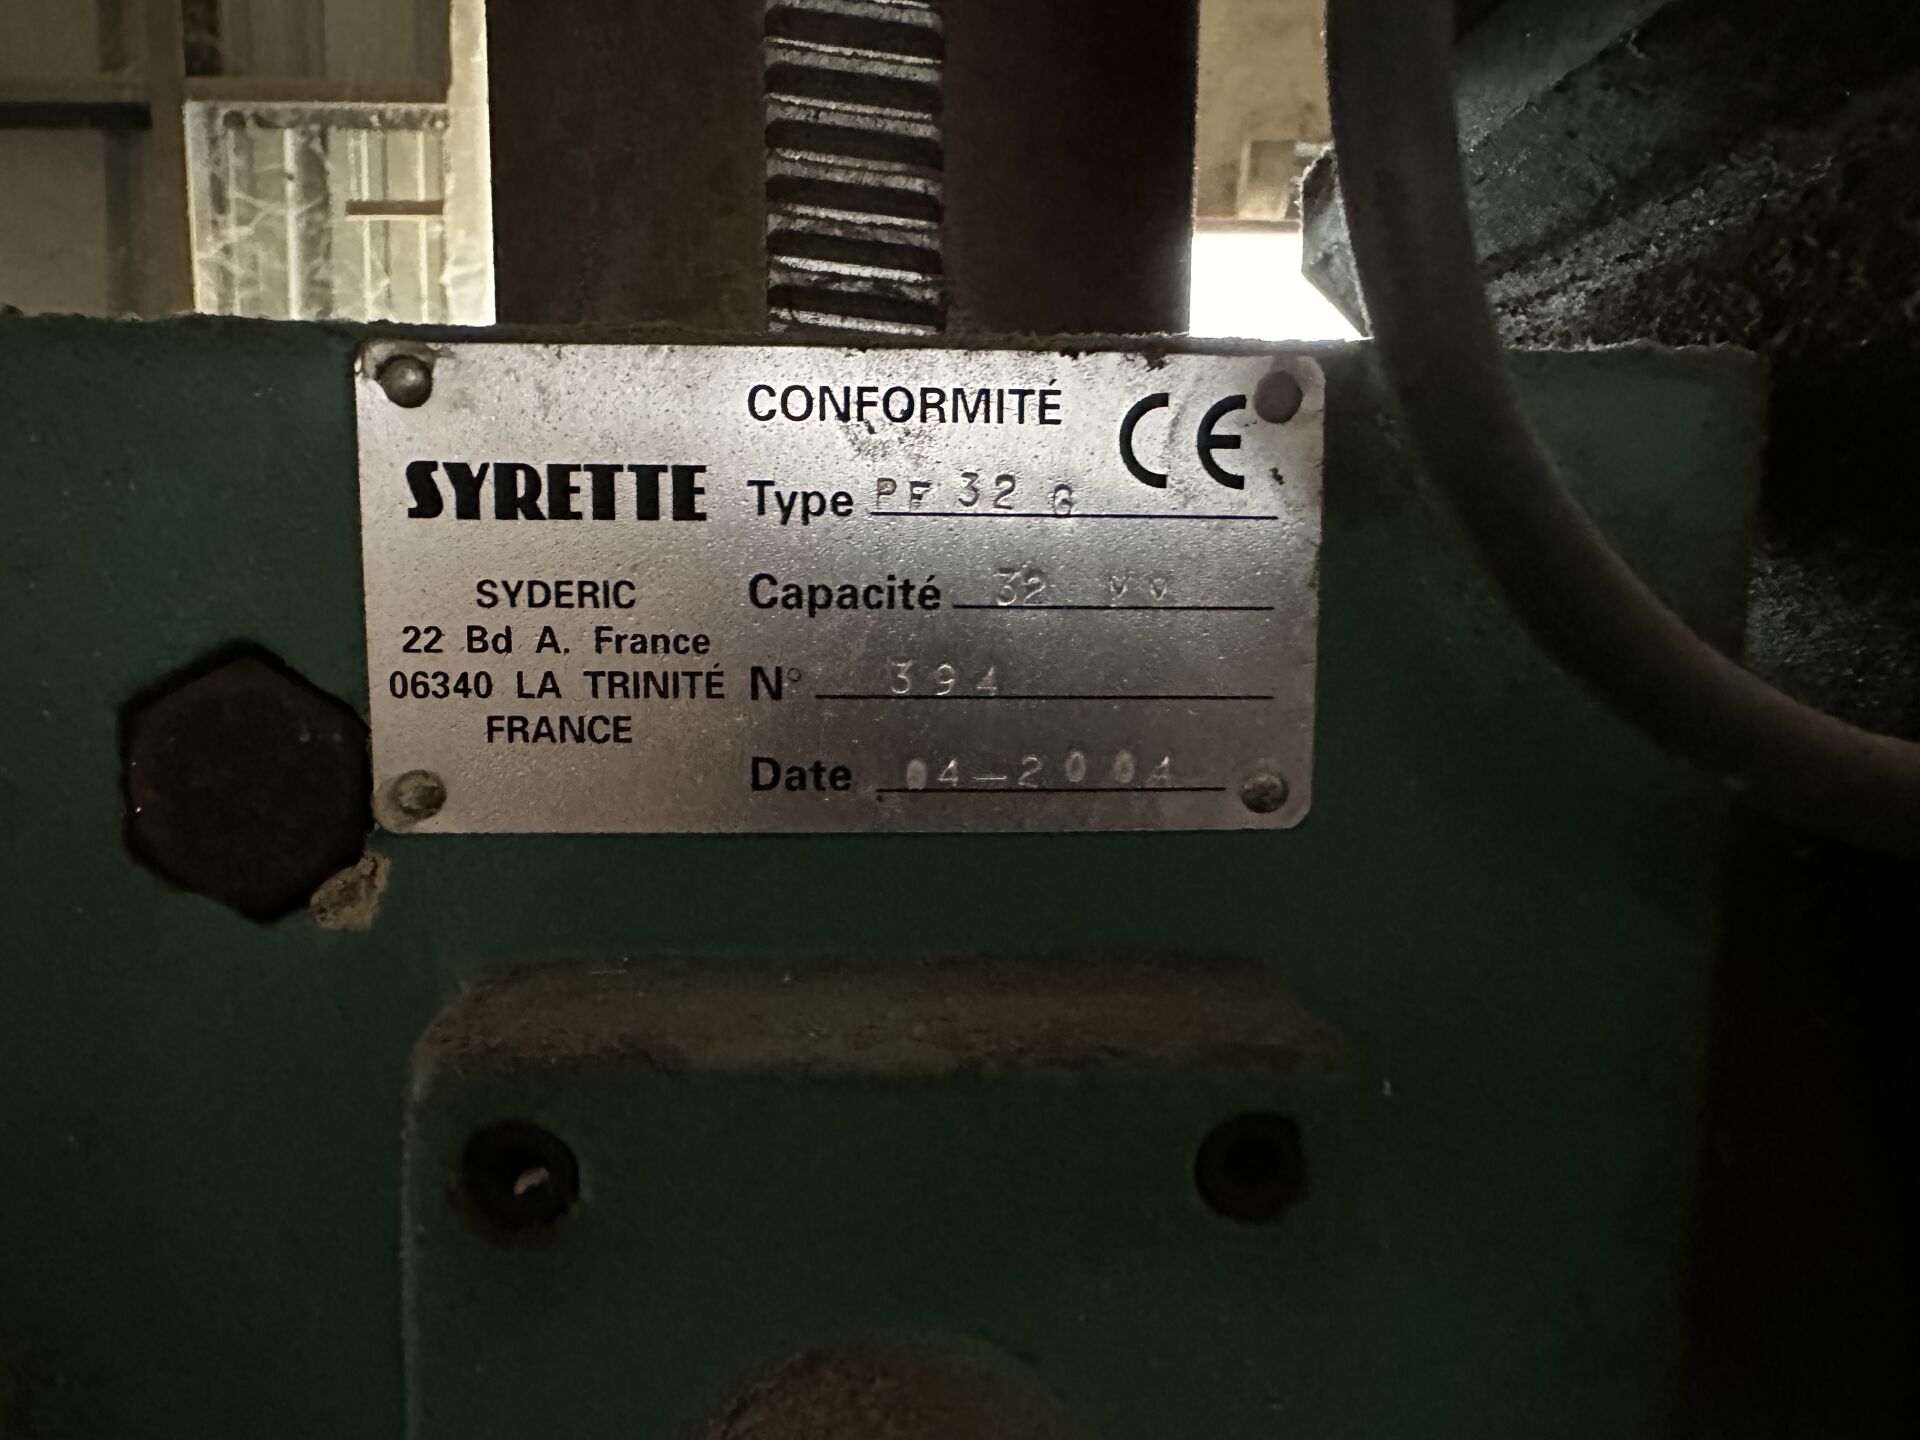 CONFORMITÉ CE
SYRETTE
Type PF 32 G
SYDERIC
22 Bd A. France
06340 LA TRINITÉ
FRANCE
Capacité 32
N° 394
Date 04-2004